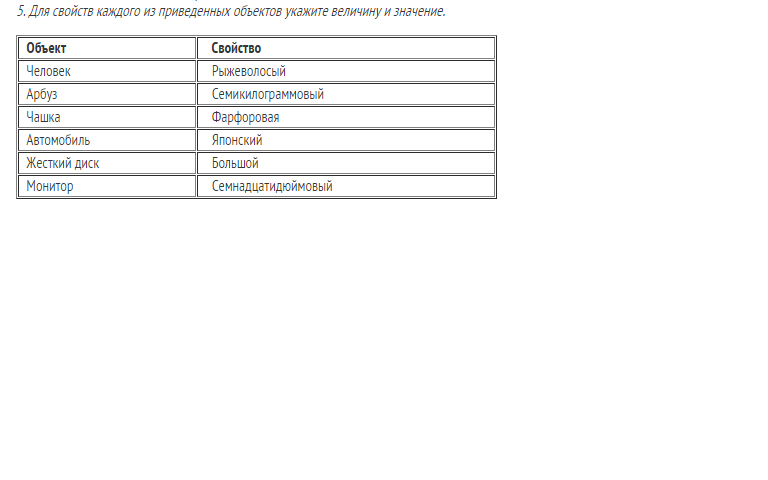 5. Для свойств каждого из приведенных объектов укажите величину и значение.
Объект Свойство
Человек Рыжеволосый
Арбуз Семикилограммовый
Чашка Фарфоровая
Автомобиль Японский
Жесткий диск Большой
Монитор Семнадцатидюймовый